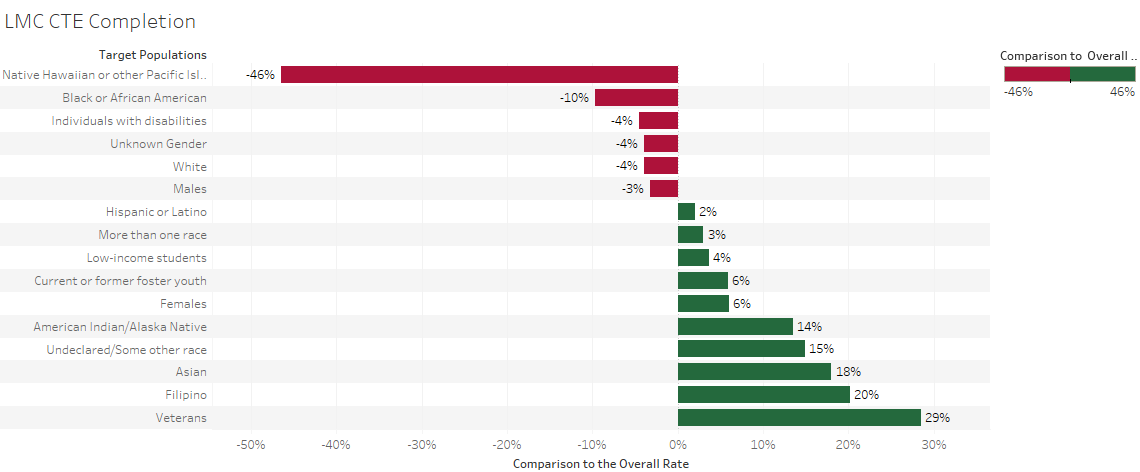 LMC CTE Completion
Target Populations
Comparison to Overall ..
Native Hawaiian or other Pacific Isl.. -46%
-46% 46%
Black or African American -10%
Individuals with disabilities -4%
Unknown Gender -4%
White -4%
Males -3%
Hispanic or Latino 2%
More than one race 3%
Low-income students 4%
Current or former foster youth 6%
Females 6%
American Indian/Alaska Native 14%
Undeclared/Some other race 15%
Asian 18%
Filipino 20%
Veterans 29%
-50% -40% -30% -20% -10% 0% 10% 20% 30%
Comparison to the Overall Rate